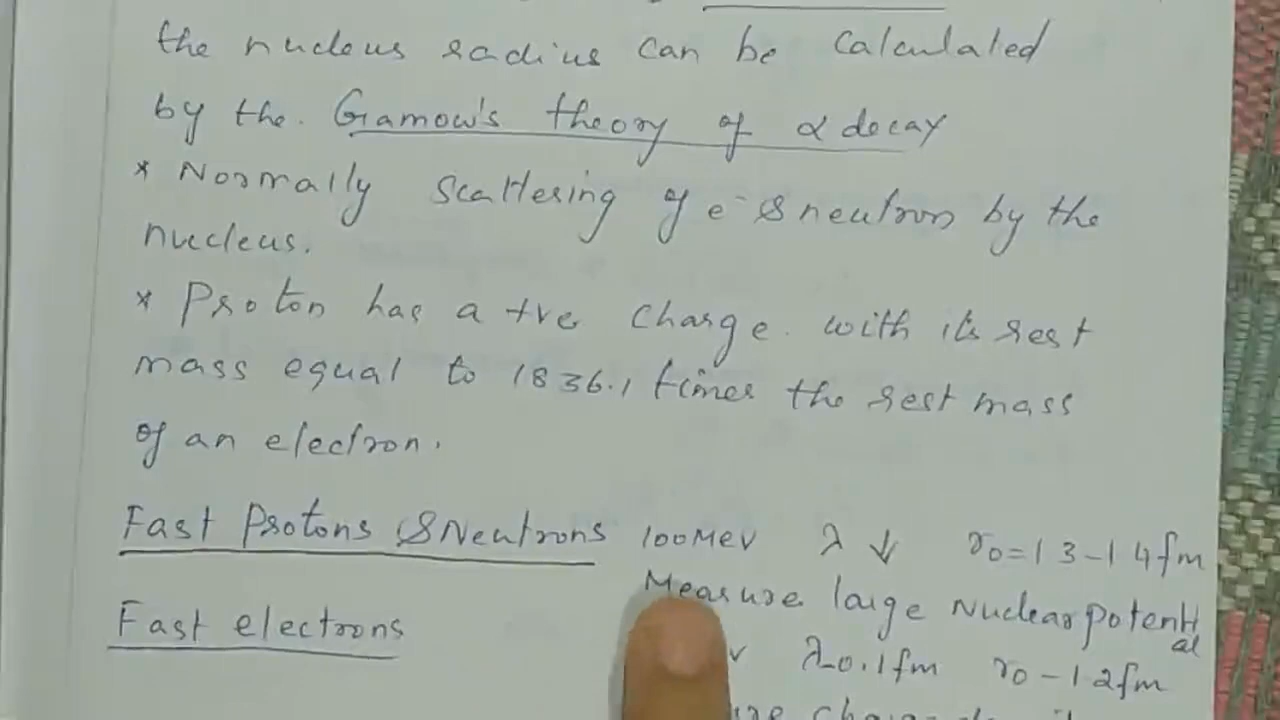 the nucleus radius can be calculated
by the. Gamow's theory of α decay
* Normally scattering of e⁻ & neutron by the
nucleus.
* Proton has a +ve charge. with its rest
mass equal to 1836.1 times the rest mass
of an electron.
Fast Protons & Neutrons 100MeV λ ↓ r0=1 3-1 4fm
Measure large Nuclear potential
Fast electrons
λ-0.1fm r0-1 2fm